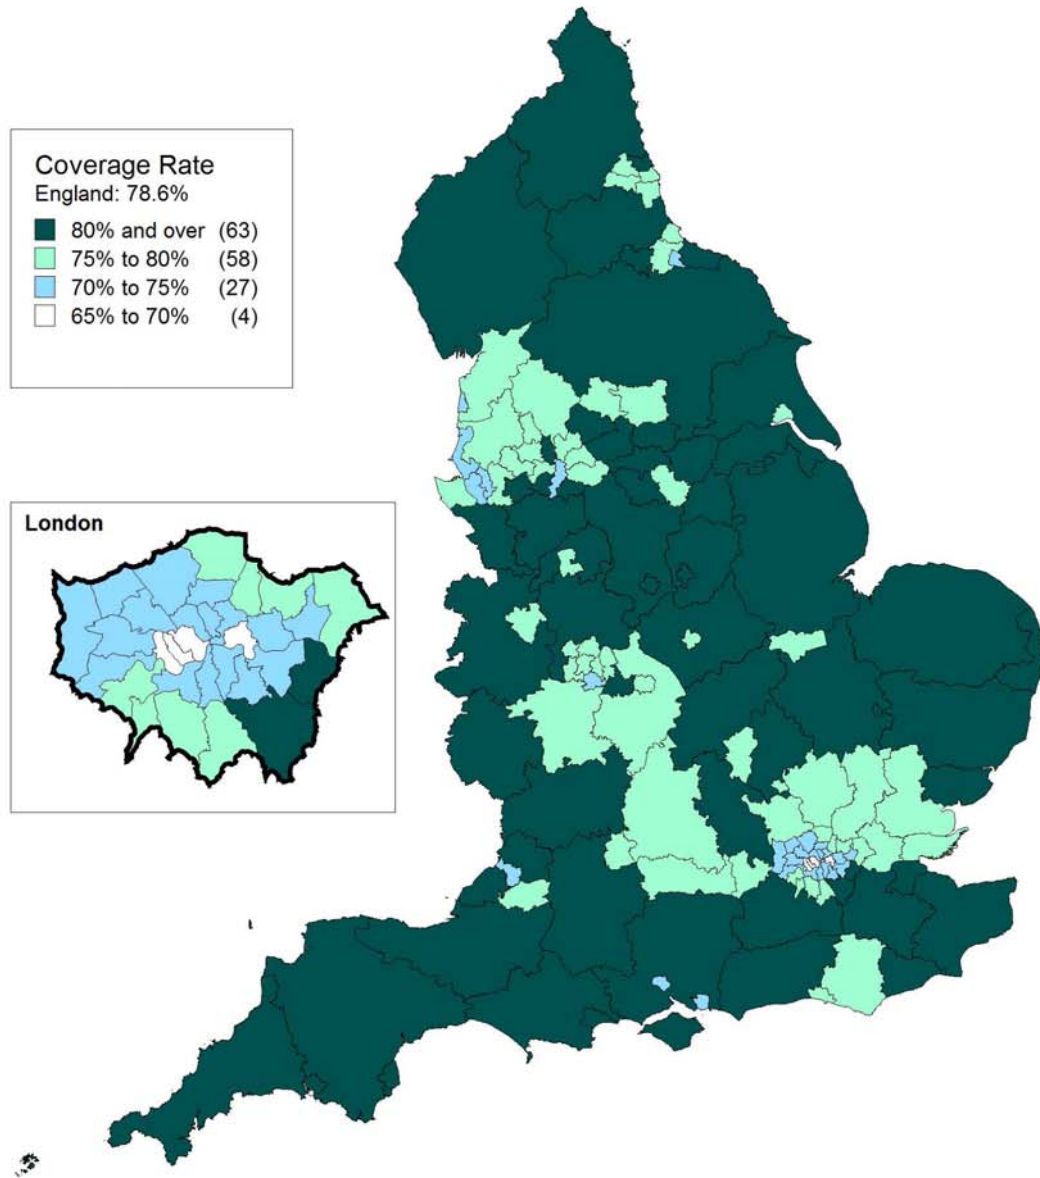 Coverage Rate
England: 78.6%
80% and over (63)
75% to 80% (58)
70% to 75% (27)
65% to 70% (4)
London